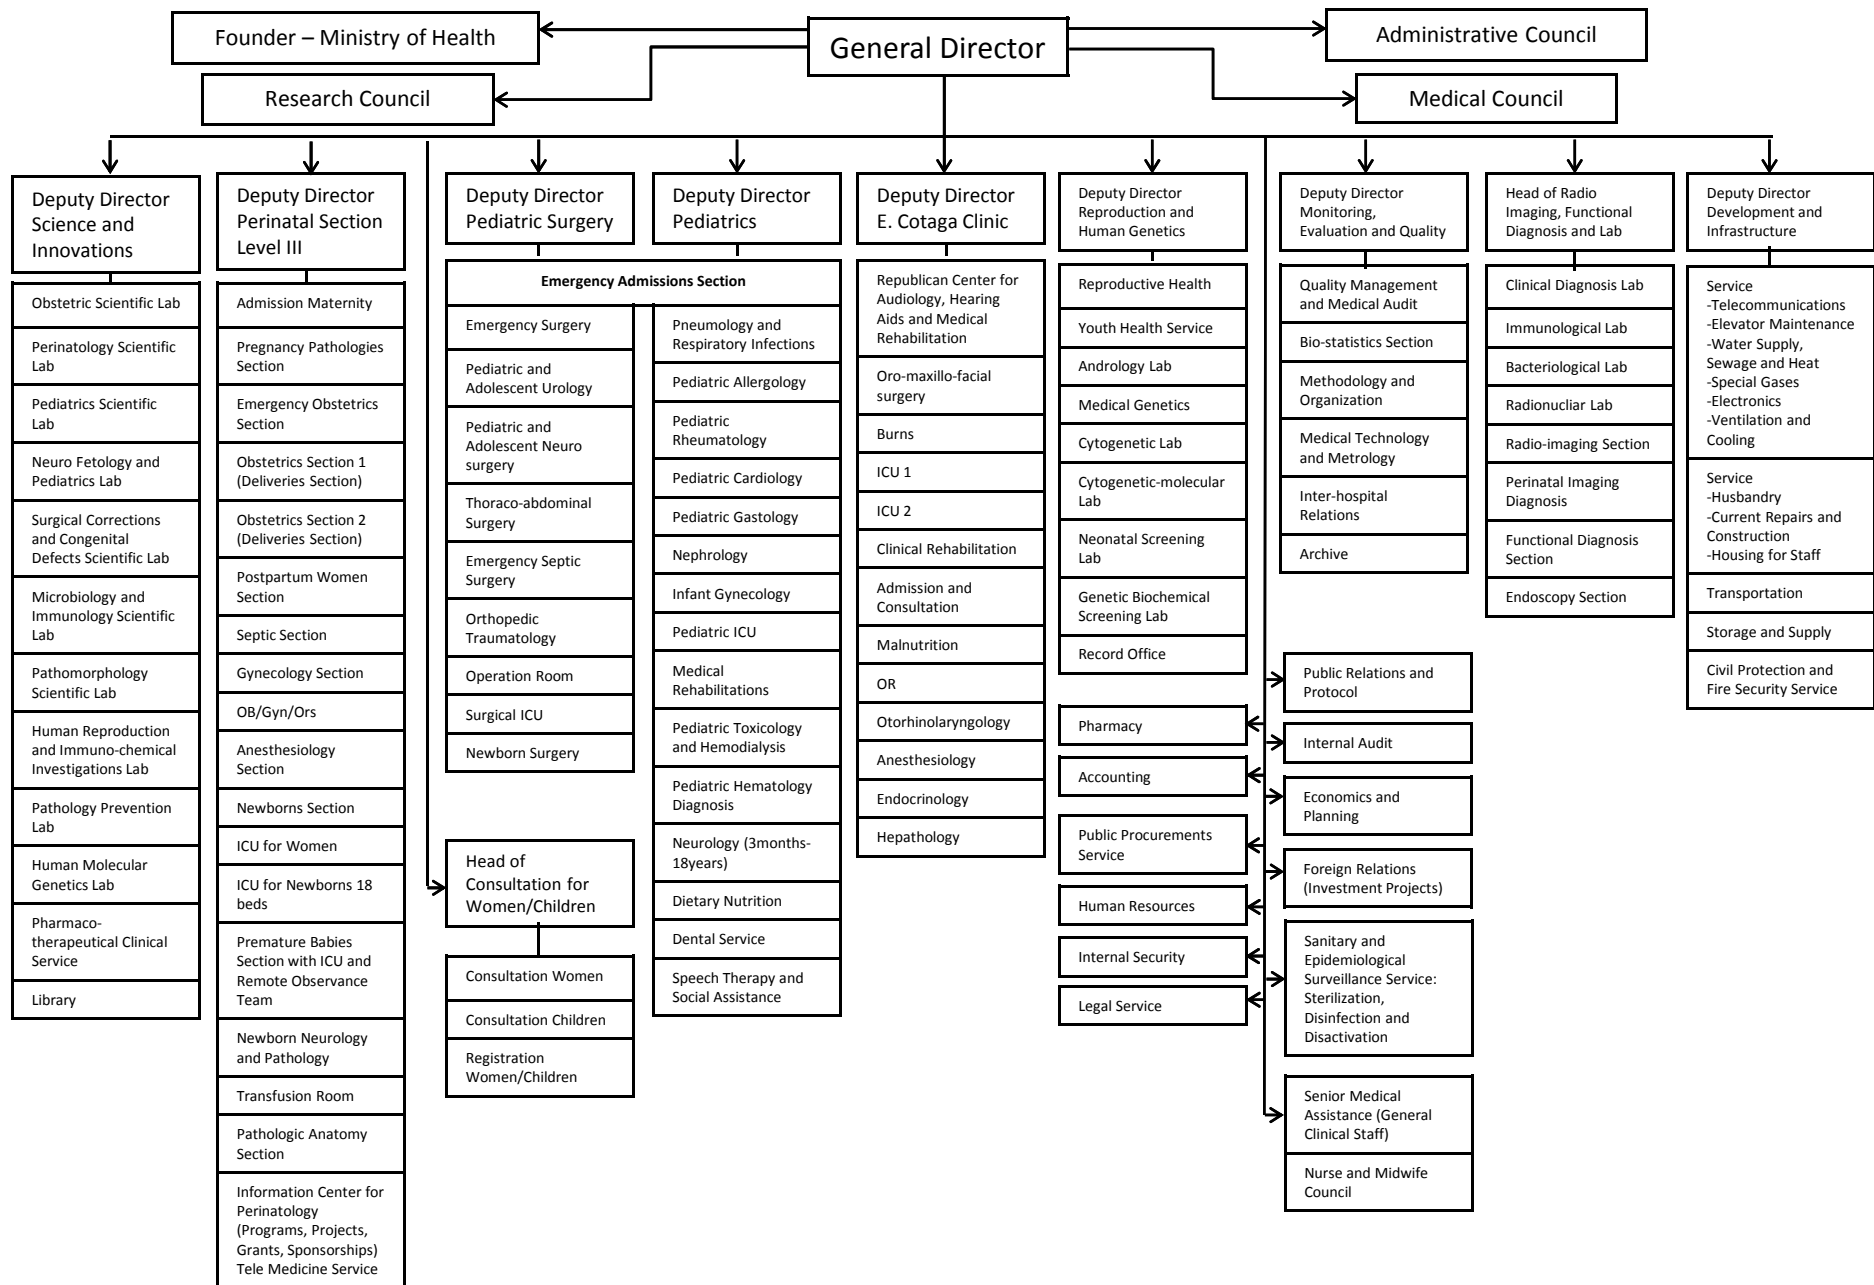 Founder – Ministry of Health
General Director
Administrative Council
Research Council
Medical Council
Deputy Director
Science and
Innovations
Obstetric Scientific Lab
Perinatology Scientific
Lab
Pediatrics Scientific
Lab
Neuro Fetology and
Pediatrics Lab
Surgical Corrections
and Congenital
Defects Scientific Lab
Microbiology and
Immunology Scientific
Lab
Pathomorphology
Scientific Lab
Human Reproduction
and Immuno-chemical
Investigations Lab
Pathology Prevention
Lab
Human Molecular
Genetics Lab
Pharmaco-
therapeutical Clinical
Service
Library
Deputy Director
Perinatal Section
Level III
Admission Maternity
Pregnancy Pathologies
Section
Emergency Obstetrics
Section
Obstetrics Section 1
(Deliveries Section)
Obstetrics Section 2
(Deliveries Section)
Postpartum Women
Section
Septic Section
Gynecology Section
OB/Gyn/Ors
Anesthesiology
Section
Newborns Section
ICU for Women
ICU for Newborns 18
beds
Premature Babies
Section with ICU and
Remote Observance
Team
Newborn Neurology
and Pathology
Transfusion Room
Pathologic Anatomy
Section
Information Center for
Perinatology
(Programs, Projects,
Grants, Sponsorships)
Tele Medicine Service
Deputy Director
Pediatric Surgery
Deputy Director
Pediatrics
Emergency Admissions Section
Emergency Surgery
Pediatric and
Adolescent Urology
Pediatric and
Adolescent Neuro
surgery
Thoraco-abdominal
Surgery
Emergency Septic
Surgery
Orthopedic
Traumatology
Operation Room
Surgical ICU
Newborn Surgery
Head of
Consultation for
Women/Children
Consultation Women
Consultation Children
Registration
Women/Children
Pneumology and
Respiratory Infections
Pediatric Allergology
Pediatric
Rheumatology
Pediatric Cardiology
Pediatric Gastology
Nephrology
Infant Gynecology
Pediatric ICU
Medical
Rehabilitations
Pediatric Toxicology
and Hemodialysis
Pediatric Hematology
Diagnosis
Neurology (3months-
18years)
Dietary Nutrition
Dental Service
Speech Therapy and
Social Assistance
Deputy Director
E. Cotaga Clinic
Republican Center for
Audiology, Hearing
Aids and Medical
Rehabilitation
Oro-maxillo-facial
surgery
Burns
ICU 1
ICU 2
Clinical Rehabilitation
Admission and
Consultation
Malnutrition
OR
Otorhinolaryngology
Anesthesiology
Endocrinology
Hepathology
Deputy Director
Reproduction and
Human Genetics
Reproductive Health
Youth Health Service
Andrology Lab
Medical Genetics
Cytogenetic Lab
Cytogenetic-molecular
Lab
Neonatal Screening
Lab
Genetic Biochemical
Screening Lab
Record Office
Pharmacy
Accounting
Public Procurements
Service
Human Resources
Internal Security
Legal Service
Deputy Director
Monitoring,
Evaluation and Quality
Quality Management
and Medical Audit
Bio-statistics Section
Methodology and
Organization
Medical Technology
and Metrology
Inter-hospital
Relations
Archive
Public Relations and
Protocol
Internal Audit
Economics and
Planning
Foreign Relations
(Investment Projects)
Sanitary and
Epidemiological
Surveillance Service:
Sterilization,
Disinfection and
Disactivation
Senior Medical
Assistance (General
Clinical Staff)
Nurse and Midwife
Council
Head of Radio
Imaging, Functional
Diagnosis and Lab
Clinical Diagnosis Lab
Immunological Lab
Bacteriological Lab
Radionucliar Lab
Radio-imaging Section
Perinatal Imaging
Diagnosis
Functional Diagnosis
Section
Endoscopy Section
Deputy Director
Development and
Infrastructure
Service
-Telecommunications
-Elevator Maintenance
-Water Supply,
Sewage and Heat
-Special Gases
-Electronics
-Ventilation and
Cooling
Service
-Husbandry
-Current Repairs and
Construction
-Housing for Staff
Transportation
Storage and Supply
Civil Protection and
Fire Security Service